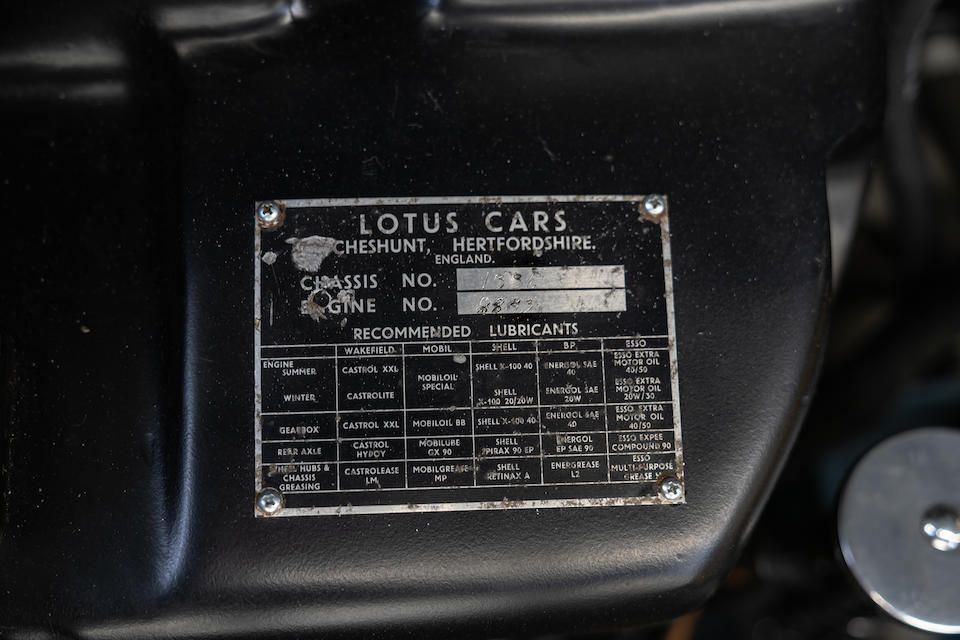 LOTUS CARS
CHESHUNT, HERTFORDSHIRE.
ENGLAND.
CHASSIS NO.
ENGINE NO.
RECOMMENDED LUBRICANTS
WAKEFIELD MOBIL SHELL BP ESSO
ENGINE SUMMER CASTROL XXL MOBILOIL SPECIAL SHELL X-100 40 ENERGOL SAE 40 ESSO EXTRA MOTOR OIL 40/50
WINTER CASTROLITE SHELL X-100 20/20W ENERGOL SAE 20W ESSO EXTRA MOTOR OIL 20W/30
GEARBOX CASTROL XXL MOBILOIL BB SHELL X-100 40 ENERGOL SAE 40 ESSO EXTRA MOTOR OIL 40/50
REAR AXLE CASTROL HYPOY MOBILUBE GX 90 SHELL SPIRAX 90 EP ENERGOL EP SAE 90 ESSO EXPEE COMPOUND 90
WHEEL HUBS & CHASSIS GREASING CASTROLEASE LM MOBILGREASE MP SHELL RETINAX A ENERGREASE L2 ESSO MULTI-PURPOSE GREASE H